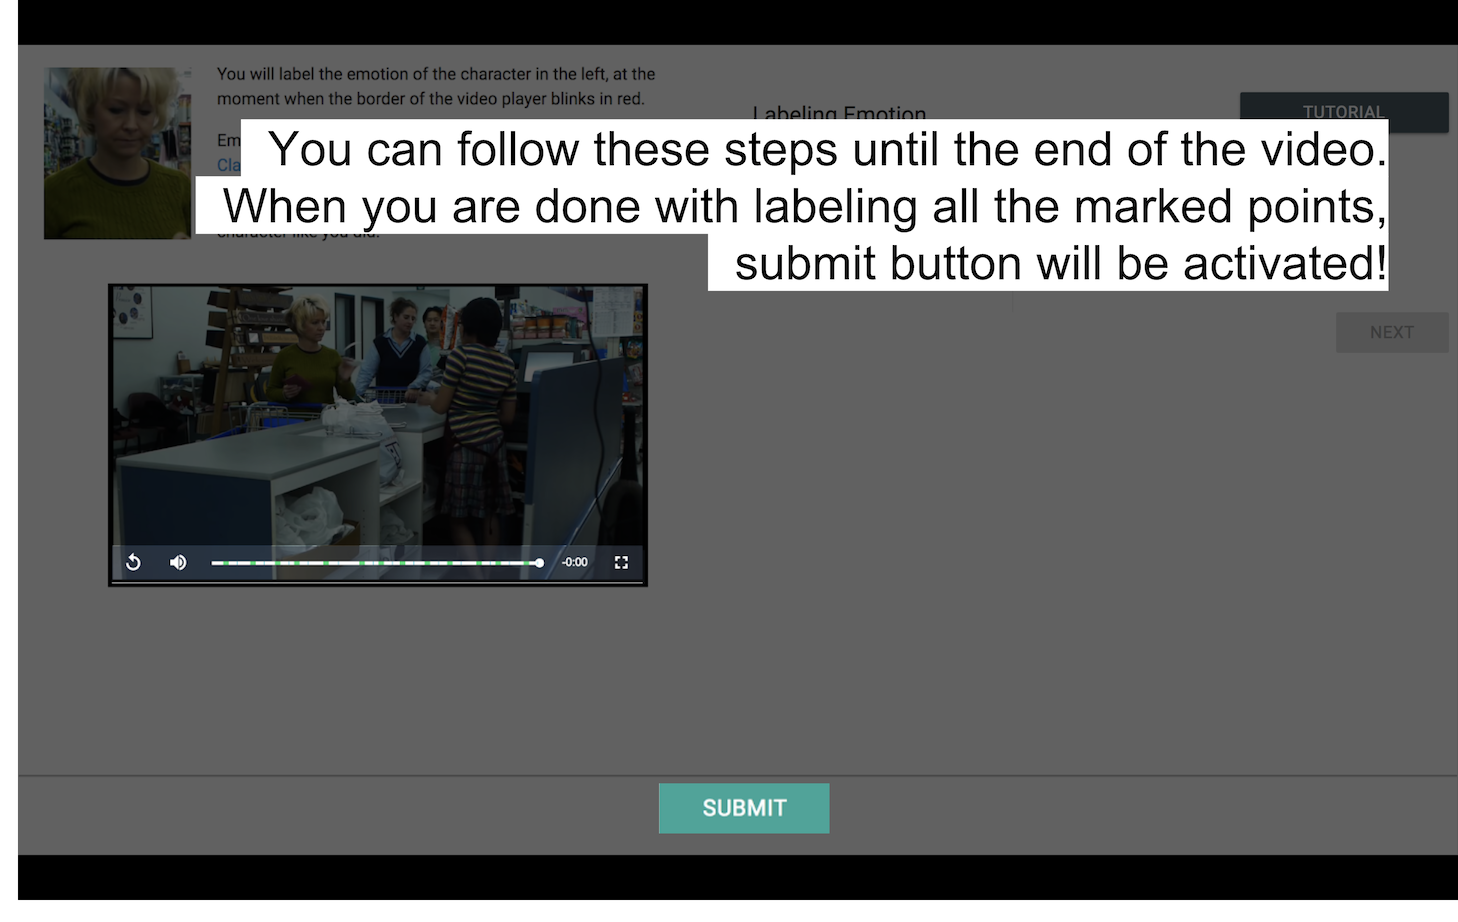 You will label the emotion of the character in the left, at the
moment when the border of the video player blinks in red.
Labeling Emotion
TUTORIAL
Em
Cla
You can follow these steps until the end of the video.
When you are done with labeling all the marked points,
submit button will be activated!
character like you did.
NEXT
-0:00
SUBMIT